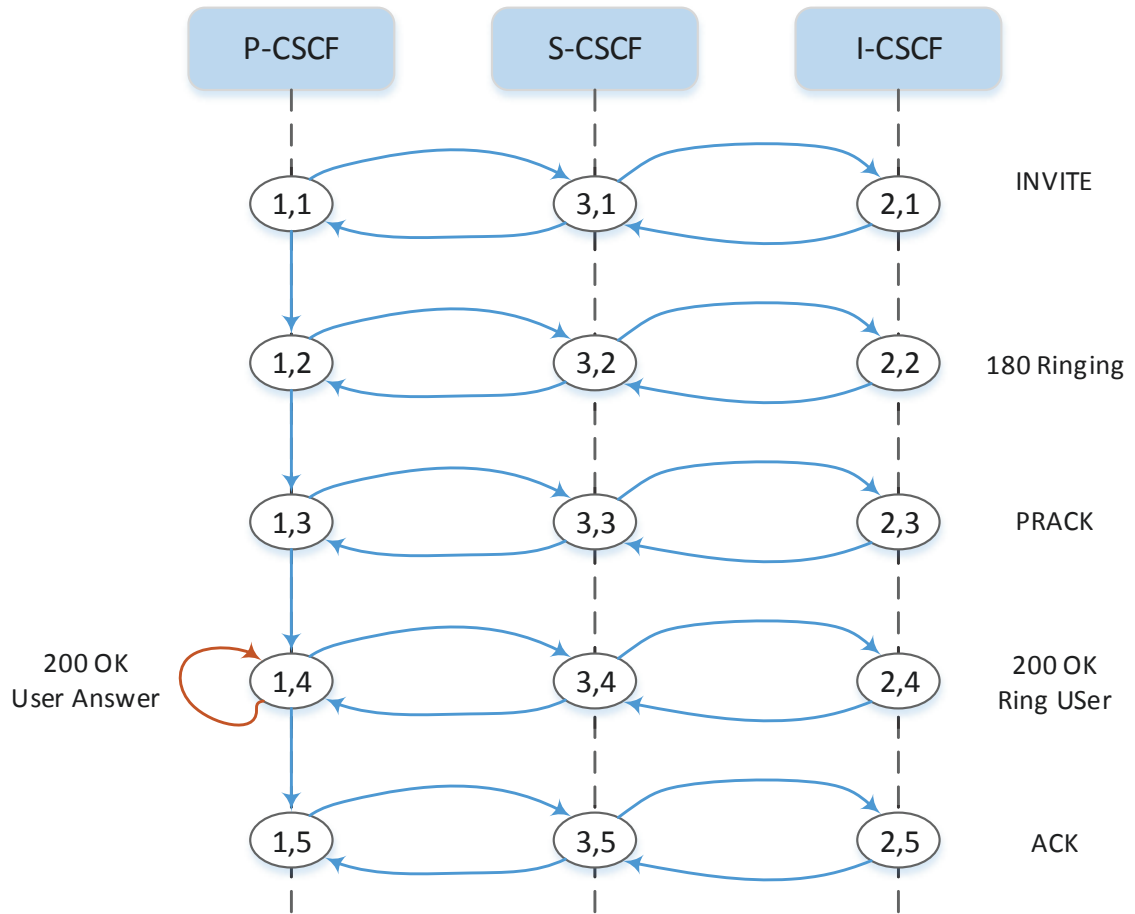 P-CSCF
S-CSCF
I-CSCF
1,1
3,1
2,1
INVITE
1,2
3,2
2,2
180 Ringing
1,3
3,3
2,3
PRACK
200 OK
User Answer
1,4
3,4
2,4
200 OK
Ring USer
1,5
3,5
2,5
ACK